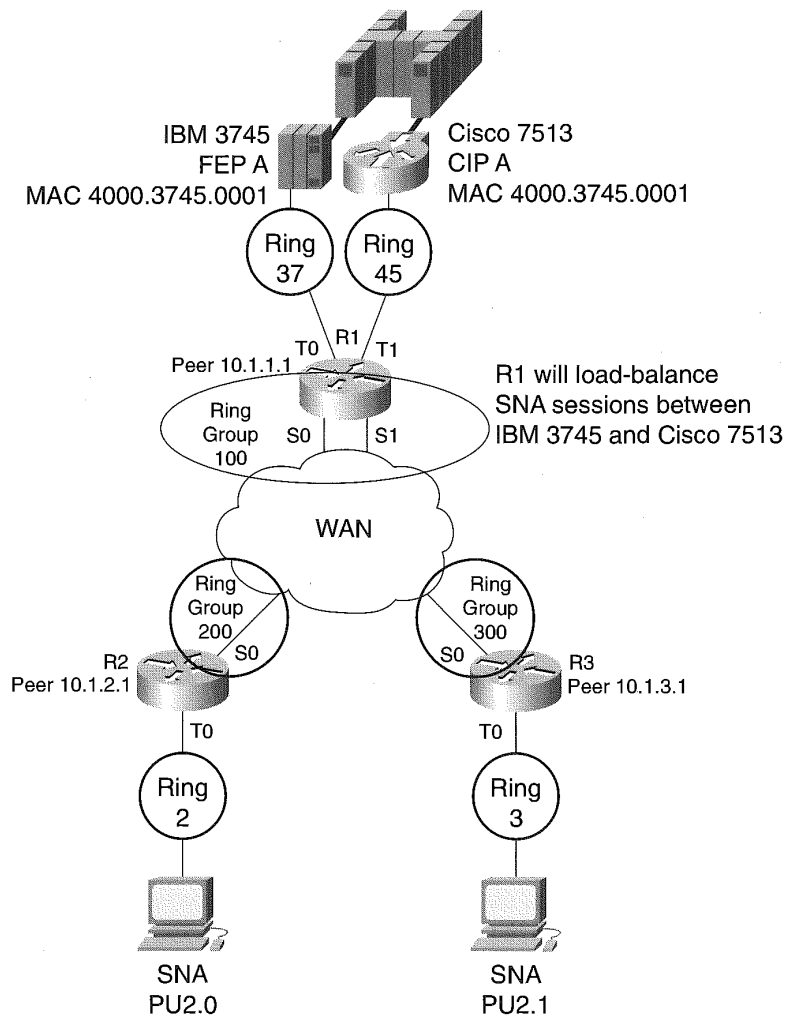 IBM 3745
FEP A
MAC 4000.3745.0001
Cisco 7513
CIP A
MAC 4000.3745.0001
Ring
37
Ring
45
R1
T0
T1
Peer 10.1.1.1
R1 will load-balance
SNA sessions between
IBM 3745 and Cisco 7513
Ring
Group
100
S0
S1
WAN
Ring
Group
200
S0
Ring
Group
300
S0
R2
Peer 10.1.2.1
R3
Peer 10.1.3.1
T0
T0
Ring
2
Ring
3
SNA
PU2.0
SNA
PU2.1